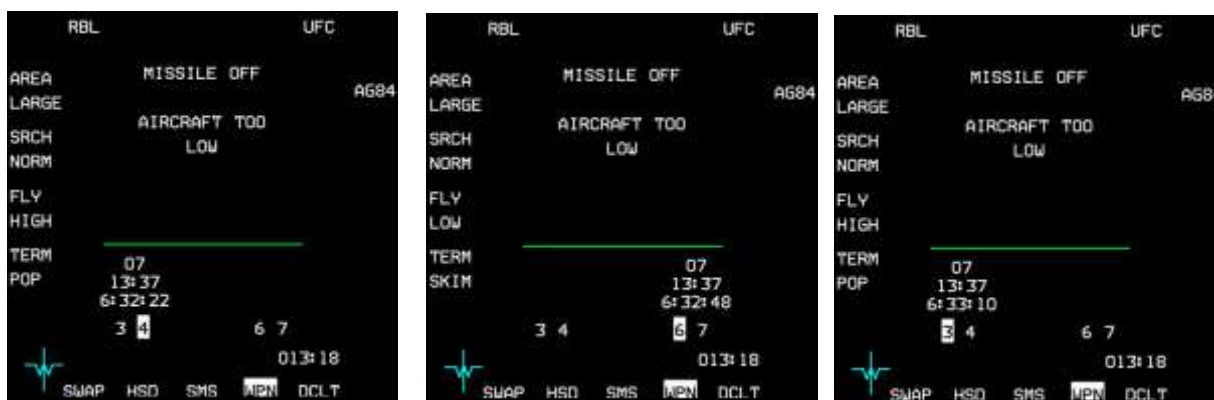 RBL UFC
MISSILE OFF
AREA
LARGE
AG84
AIRCRAFT TOO
LOW
SRCH
NORM
FLY
HIGH
TERM
POP
07
13:37
6:32:22
3 4 6 7
013:18
SWAP HSD SMS WPN DCLT
RBL UFC
MISSILE OFF
AREA
LARGE
AG84
AIRCRAFT TOO
LOW
SRCH
NORM
FLY
LOW
TERM
SKIM
07
13:37
6:32:48
3 4 6 7
013:18
SWAP HSD SMS WPN DCLT
RBL UFC
MISSILE OFF
AREA
LARGE
AG8
AIRCRAFT TOO
LOW
SRCH
NORM
FLY
HIGH
TERM
POP
07
13:37
6:33:10
3 4 6 7
013:18
SWAP HSD SMS WPN DCLT